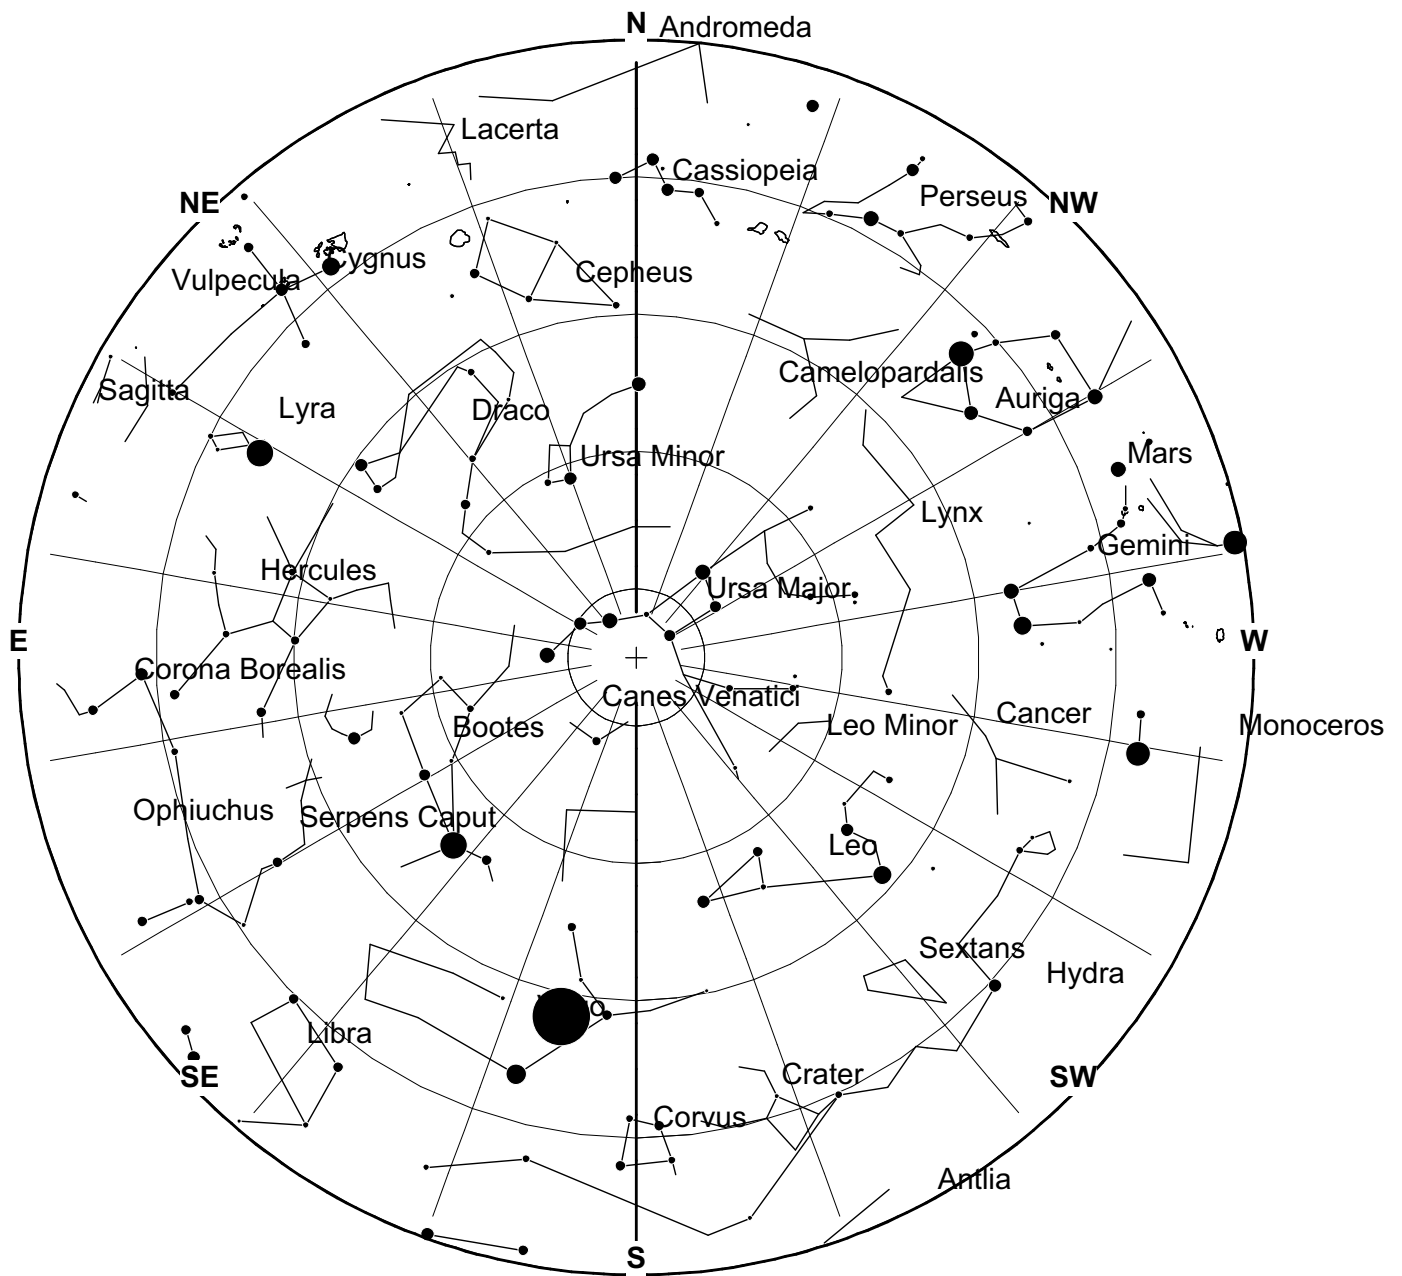 N
Andromeda
Lacerta
Cassiopeia
NE
Perseus
NW
Cygnus
Vulpecula
Cepheus
Camelopardalis
Sagitta
Auriga
Lyra
Draco
Ursa Minor
Mars
Lynx
Gemini
Hercules
Ursa Major
E
W
Corona Borealis
Canes Venatici
Cancer
Bootes
Leo Minor
Monoceros
Ophiuchus
Serpens Caput
Leo
Sextans
Hydra
Libra
SE
Crater
SW
Corvus
Antlia
S